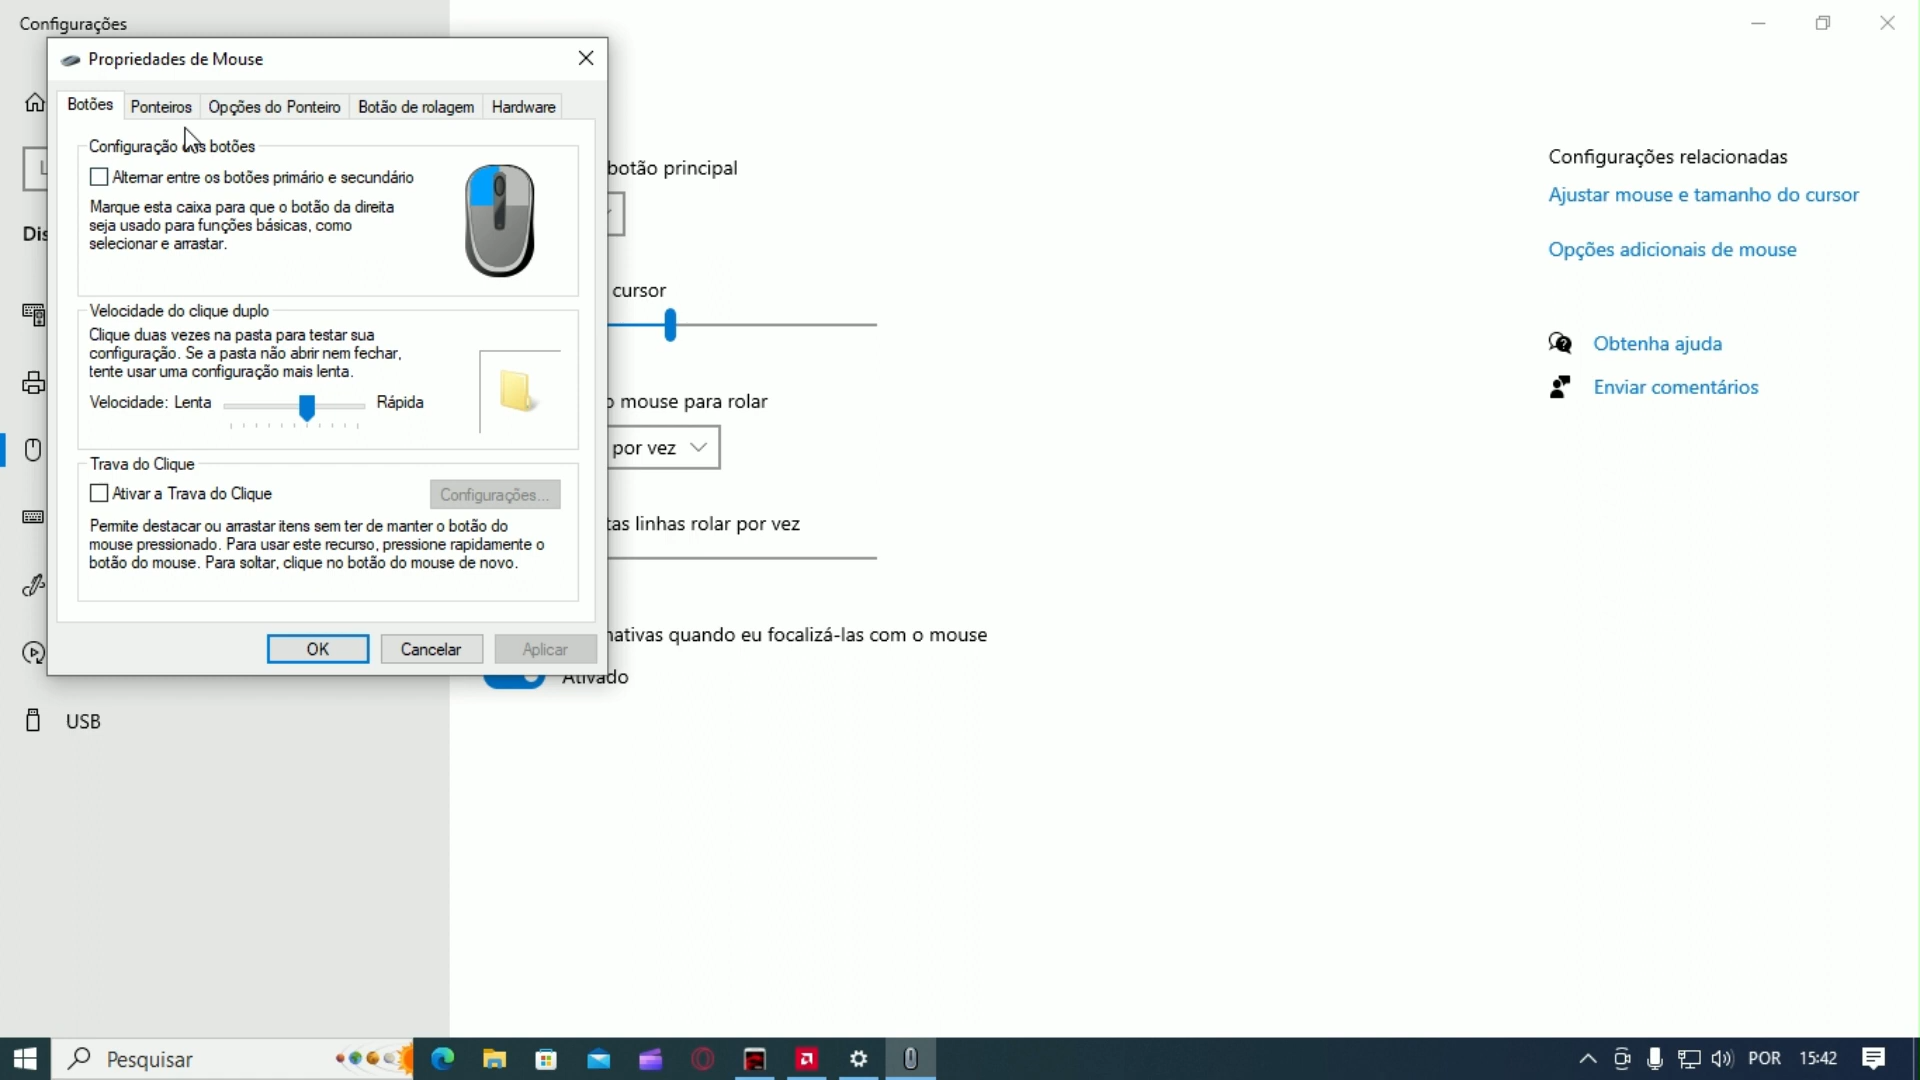 Configurações
Propriedades de Mouse
Botões
Ponteiros
Opções do Ponteiro
Botão de rolagem
Hardware
Configuração botões
Alternar entre os botões primário e secundário
Marque esta caixa para que o botão da direita
seja usado para funções básicas, como
selecionar e arrastar.
Velocidade do clique duplo
Clique duas vezes na pasta para testar sua
configuração. Se a pasta não abrir nem fechar,
tente usar uma configuração mais lenta.
Velocidade: Lenta
Rápida
Trava do Clique
Ativar a Trava do Clique
Configurações...
Permite destacar ou arrastar itens sem ter de manter o botão do
mouse pressionado. Para usar este recurso, pressione rapidamente o
botão do mouse. Para soltar, clique no botão do mouse de novo.
OK
Cancelar
Aplicar
Dis
USB
botão principal
cursor
o mouse para rolar
por vez
tas linhas rolar por vez
nativas quando eu focalizá-las com o mouse
Ativado
Configurações relacionadas
Ajustar mouse e tamanho do cursor
Opções adicionais de mouse
Obtenha ajuda
Enviar comentários
Pesquisar
POR
15:42